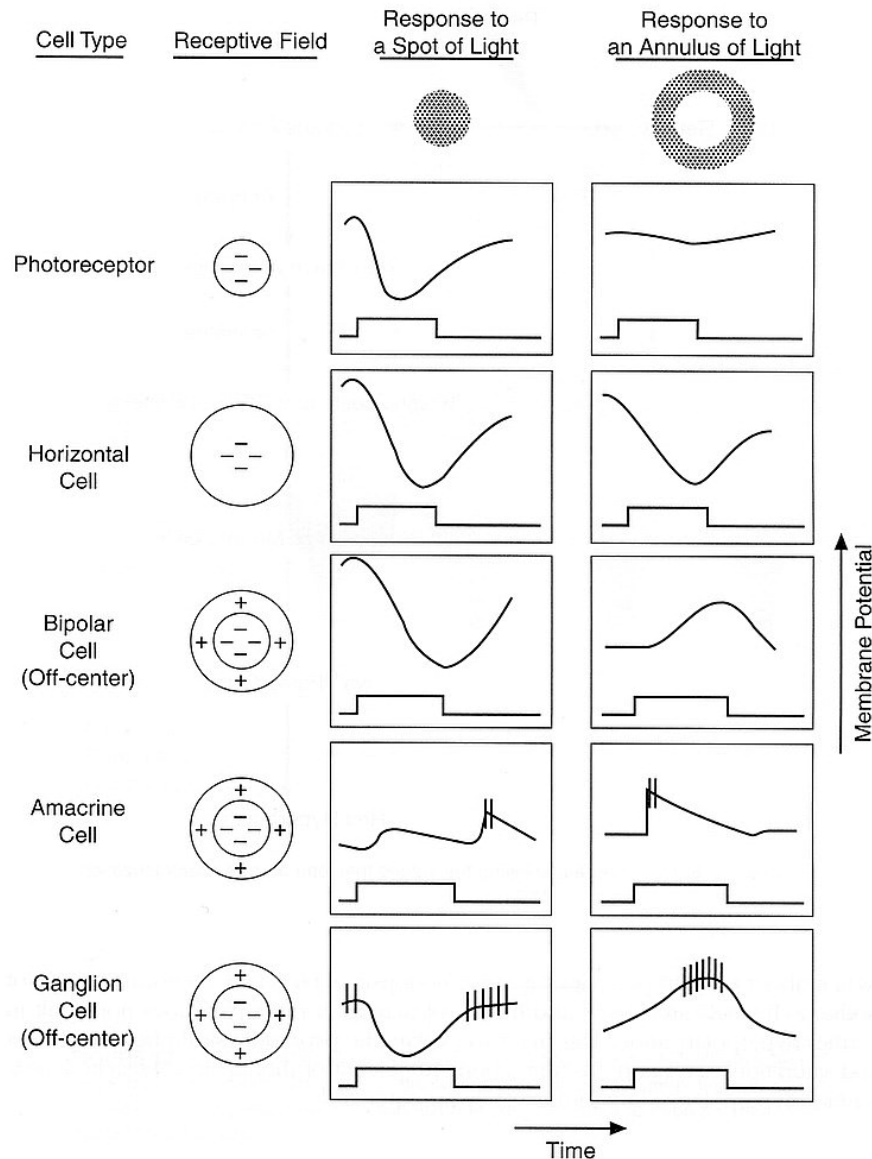 Cell Type
Receptive Field
Response to
a Spot of Light
Response to
an Annulus of Light
Photoreceptor
Horizontal
Cell
Bipolar
Cell
(Off-center)
Amacrine
Cell
Ganglion
Cell
(Off-center)
Membrane Potential
Time